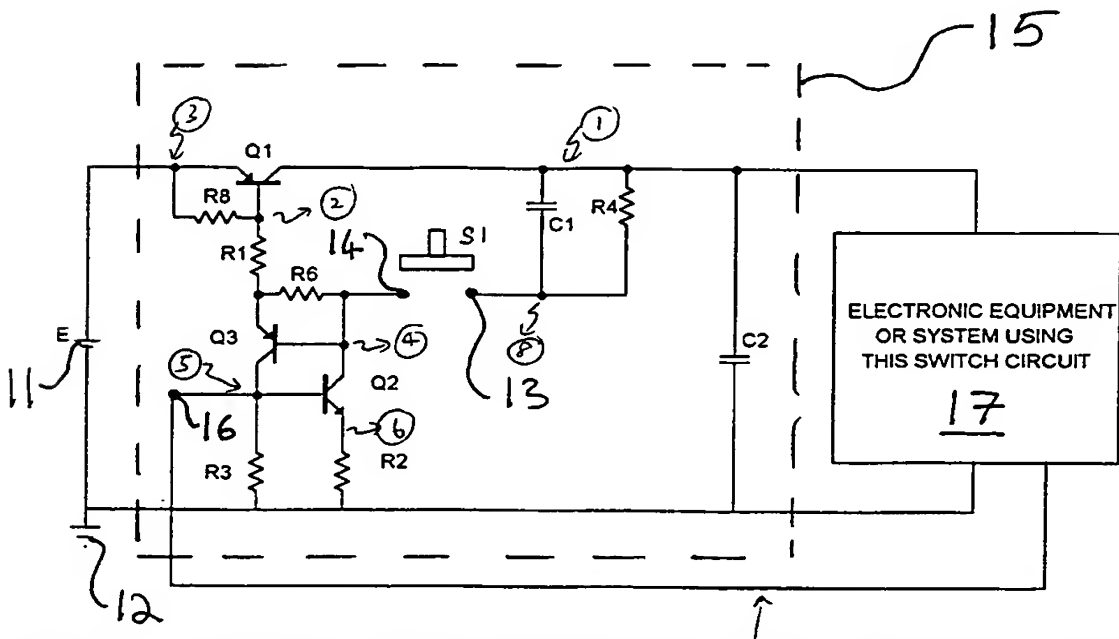 15
③
①
Q1
R8
②
14
S1
C1
R4
R1
R6
E
Q3
④
⑧
C2
ELECTRONIC EQUIPMENT
OR SYSTEM USING
THIS SWITCH CIRCUIT
17
⑤
Q2
13
11
16
⑥
R3
R2
12